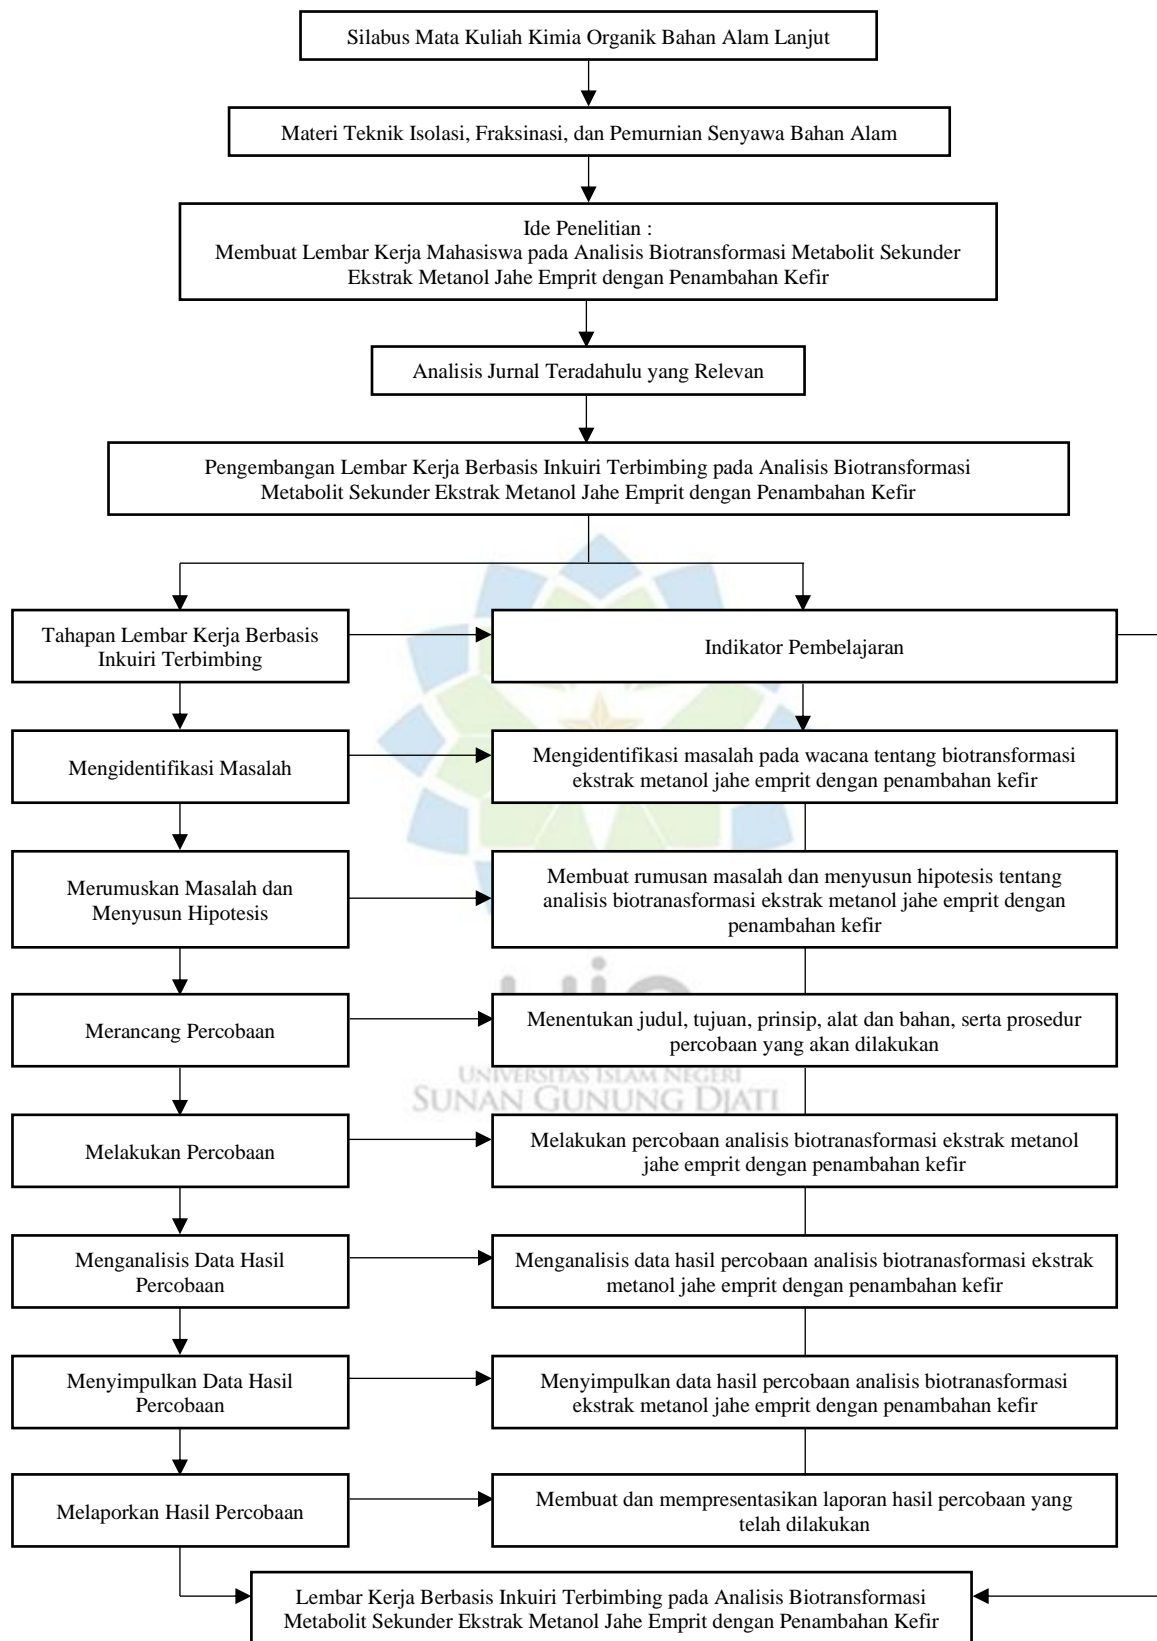 Silabus Mata Kuliah Kimia Organik Bahan Alam Lanjut
Materi Teknik Isolasi, Fraksinasi, dan Pemurnian Senyawa Bahan Alam
Ide Penelitian :
Membuat Lembar Kerja Mahasiswa pada Analisis Biotransformasi Metabolit Sekunder
Ekstrak Metanol Jahe Emprit dengan Penambahan Kefir
Analisis Jurnal Teradahulu yang Relevan
Pengembangan Lembar Kerja Berbasis Inkuiri Terbimbing pada Analisis Biotransformasi
Metabolit Sekunder Ekstrak Metanol Jahe Emprit dengan Penambahan Kefir
Tahapan Lembar Kerja Berbasis
Inkuiri Terbimbing
Indikator Pembelajaran
Mengidentifikasi Masalah
Mengidentifikasi masalah pada wacana tentang biotransformasi
ekstrak metanol jahe emprit dengan penambahan kefir
Merumuskan Masalah dan
Menyusun Hipotesis
Membuat rumusan masalah dan menyusun hipotesis tentang
analisis biotranasformasi ekstrak metanol jahe emprit dengan
penambahan kefir
Merancang Percobaan
Menentukan judul, tujuan, prinsip, alat dan bahan, serta prosedur
percobaan yang akan dilakukan
UNIVERSITAS ISLAM NEGERI
SUNAN GUNUNG DJATI
Melakukan Percobaan
Melakukan percobaan analisis biotranasformasi ekstrak metanol
jahe emprit dengan penambahan kefir
Menganalisis Data Hasil
Percobaan
Menganalisis data hasil percobaan analisis biotranasformasi ekstrak
metanol jahe emprit dengan penambahan kefir
Menyimpulkan Data Hasil
Percobaan
Menyimpulkan data hasil percobaan analisis biotranasformasi
ekstrak metanol jahe emprit dengan penambahan kefir
Melaporkan Hasil Percobaan
Membuat dan mempresentasikan laporan hasil percobaan yang
telah dilakukan
Lembar Kerja Berbasis Inkuiri Terbimbing pada Analisis Biotransformasi
Metabolit Sekunder Ekstrak Metanol Jahe Emprit dengan Penambahan Kefir